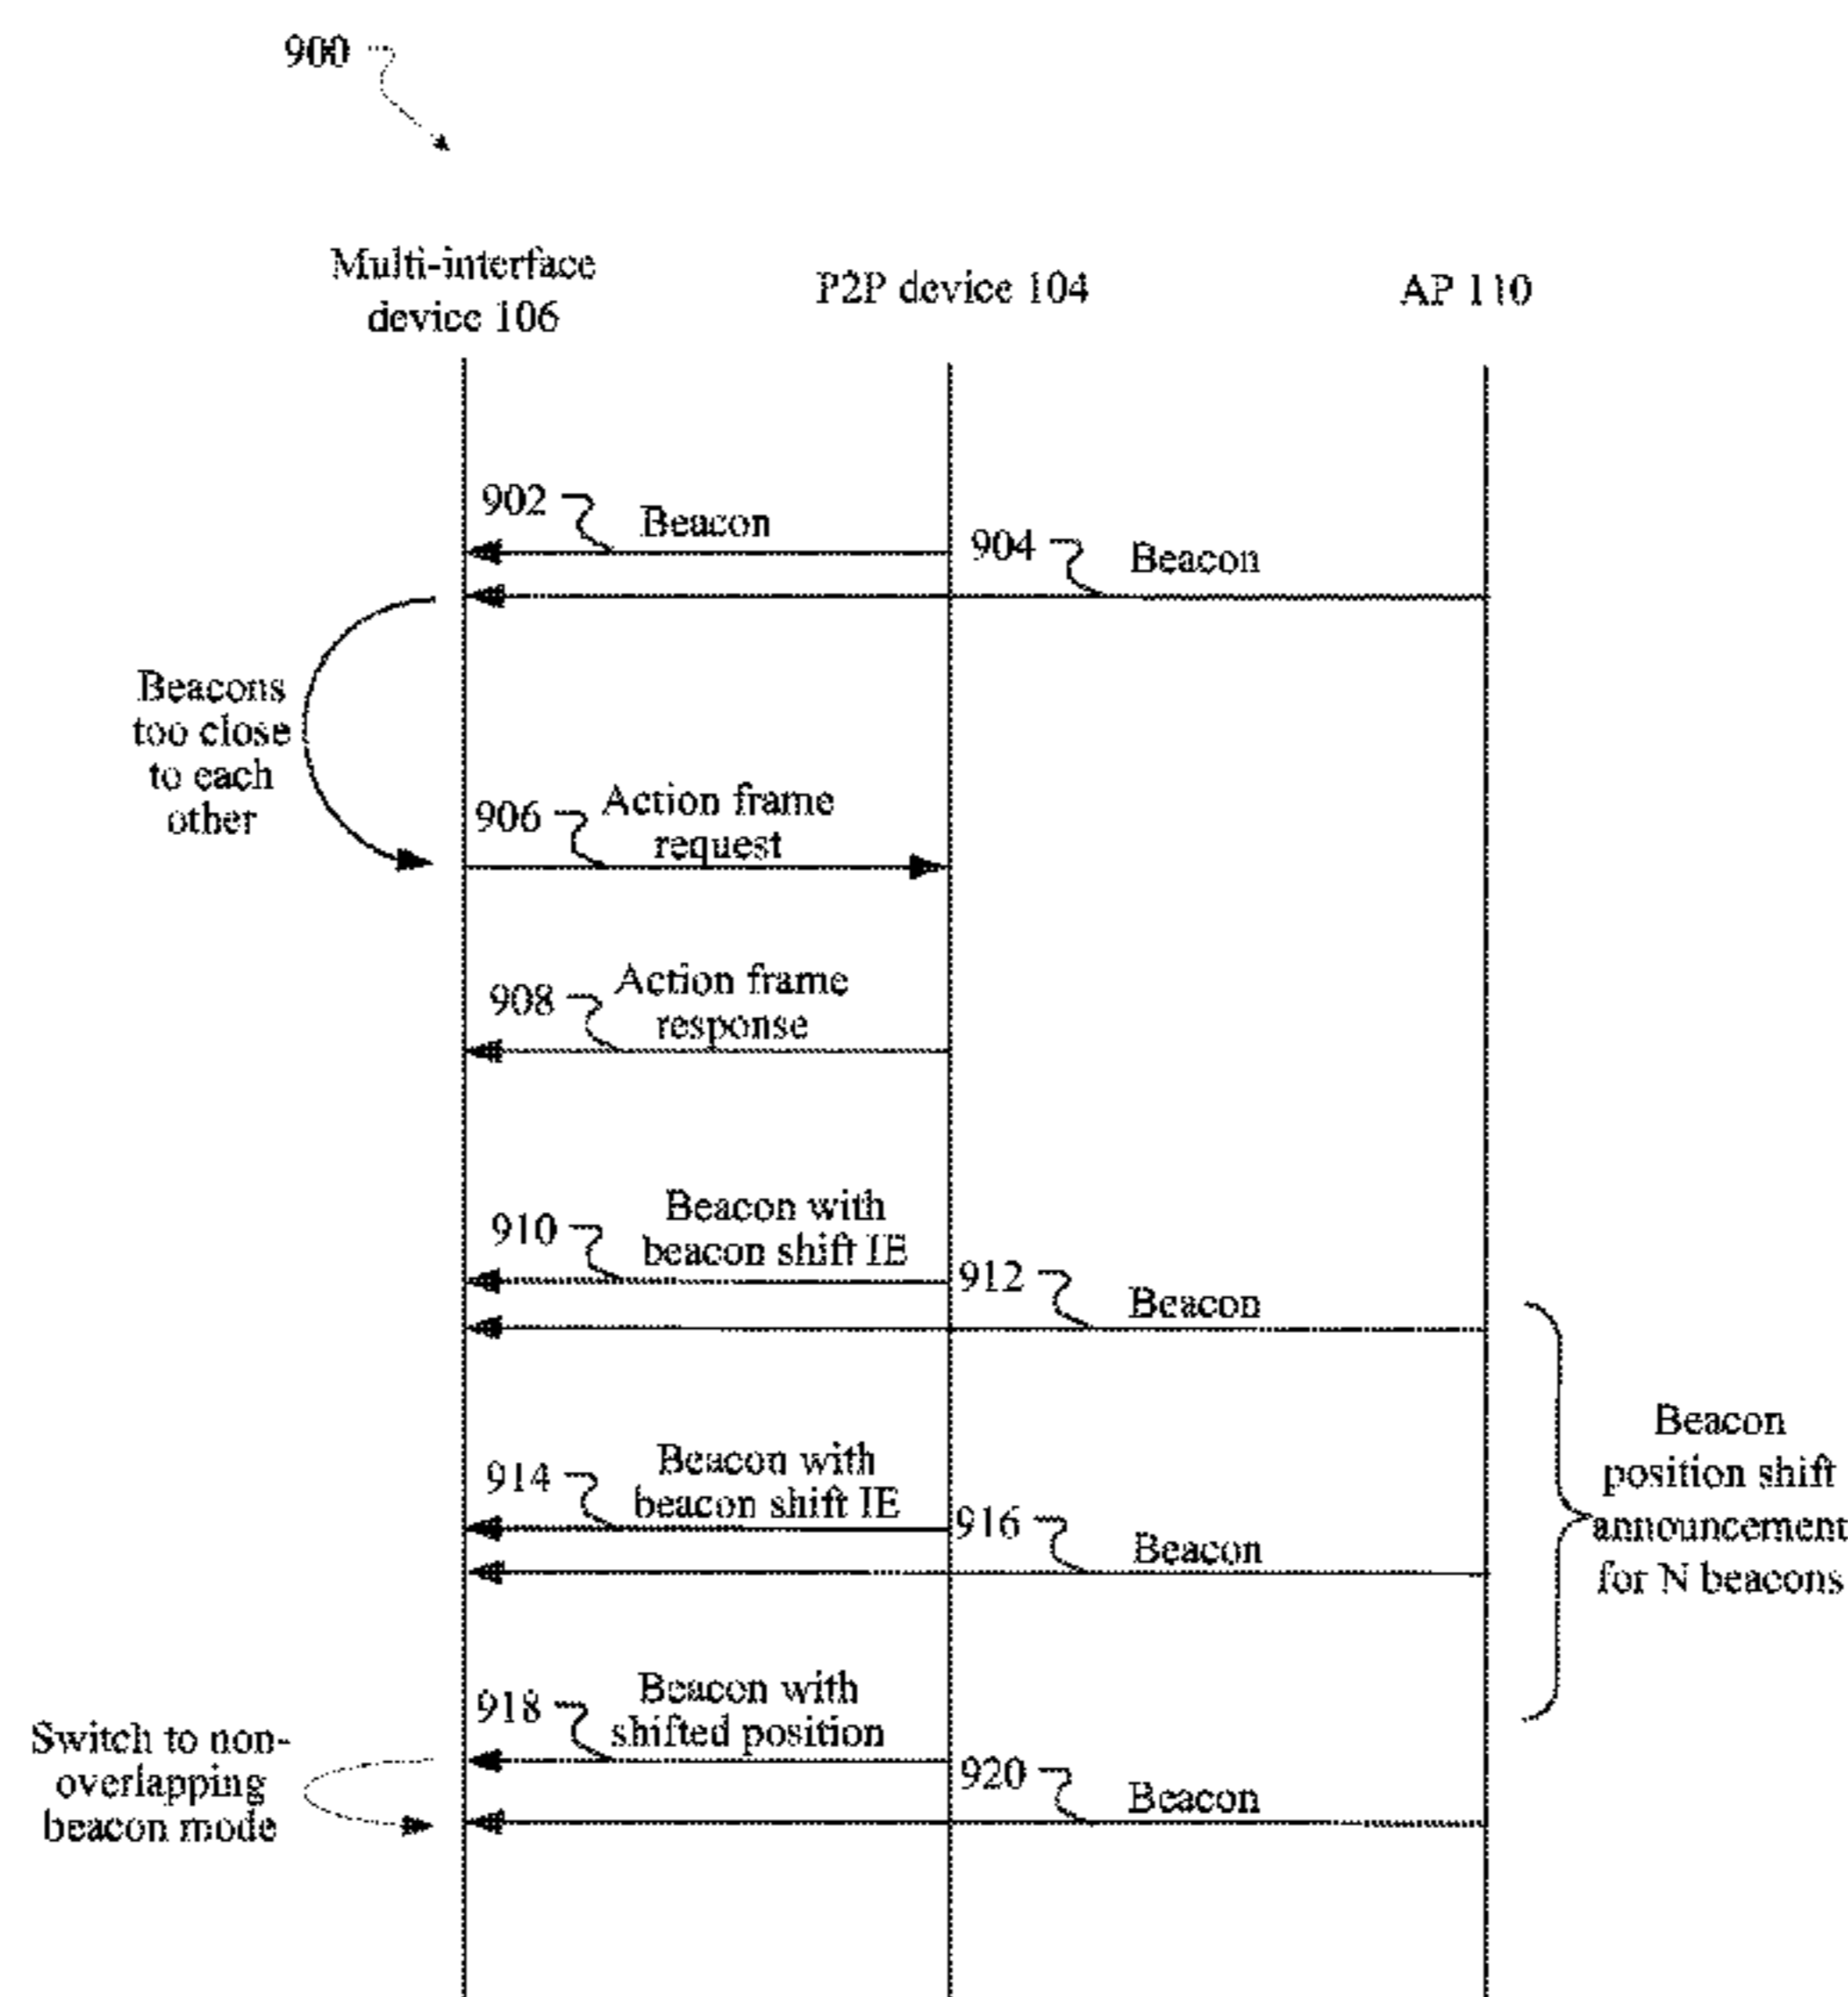 900
Multi-interface
device 106
P2P device 104
AP 110
902
Beacon
904
Beacon
Beacons
too close
to each
other
906
Action frame
request
908
Action frame
response
910
Beacon with
beacon shift IE
912
Beacon
914
Beacon with
beacon shift IE
916
Beacon
Beacon
position shift
announcement
for N beacons
918
Beacon with
shifted position
Switch to non-
overlapping
beacon mode
920
Beacon